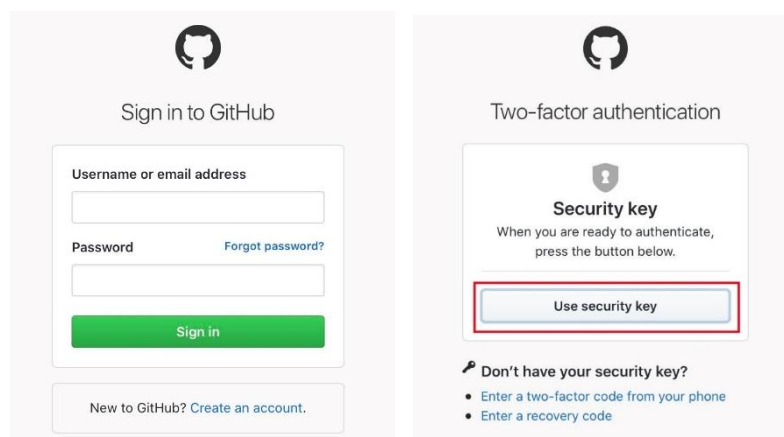 Sign in to GitHub
Username or email address
Password Forgot password?
Sign in
New to GitHub? Create an account.
Two-factor authentication
Security key
When you are ready to authenticate,
press the button below.
Use security key
Don't have your security key?
Enter a two-factor code from your phone
Enter a recovery code